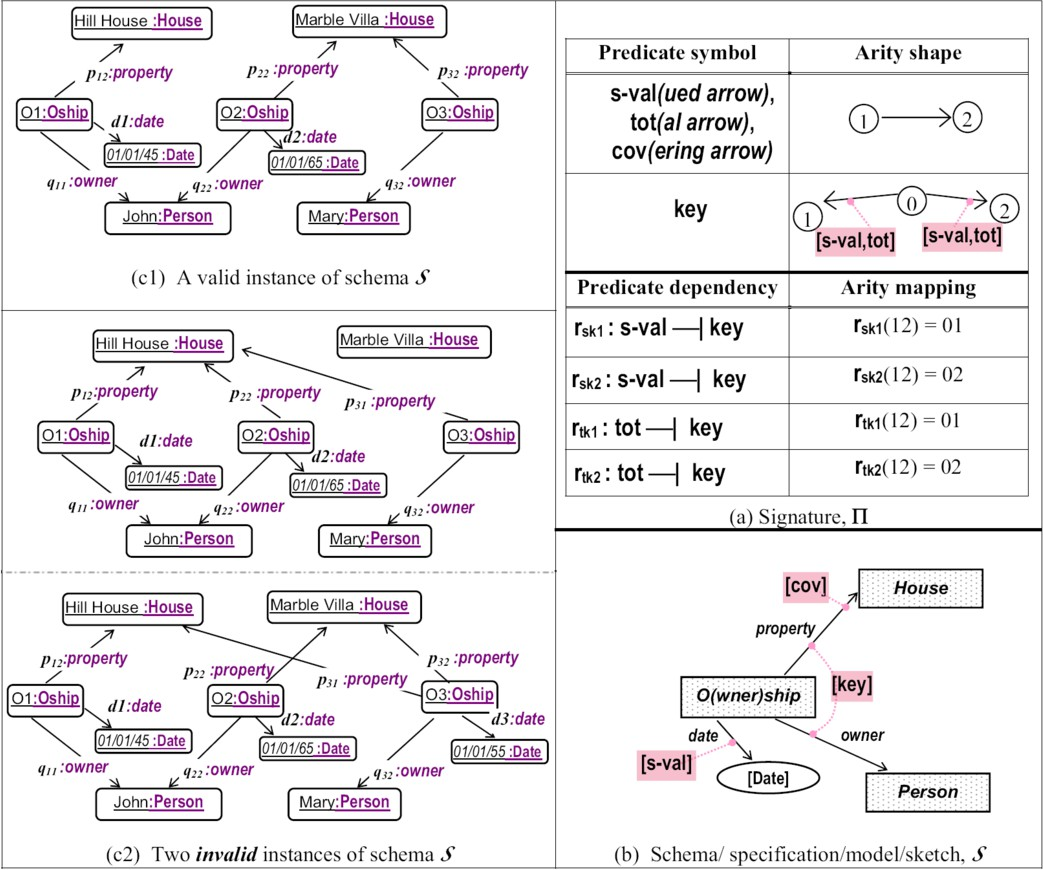 Hill House :House
Marble Villa :House
p12:property
p22 :property
p32 :property
O1:Oship
O2:Oship
O3:Oship
d1:date
d2:date
01/01/45 :Date
01/01/65 :Date
q11:owner
q22:owner
q32:owner
John:Person
Mary:Person
(c1) A valid instance of schema S
Hill House :House
Marble Villa :House
p12:property
p22 :property
p31 :property
O1:Oship
O2:Oship
O3:Oship
d1:date
d2:date
01/01/45 :Date
01/01/65 :Date
q11:owner
q22:owner
q32:owner
John:Person
Mary:Person
Hill House :House
Marble Villa :House
p12:property
p22 :property
p31 :property
p32 :property
O1:Oship
O2:Oship
O3:Oship
d1:date
d2:date
d3:date
01/01/45 :Date
01/01/65 :Date
01/01/55 :Date
q11:owner
q22:owner
q32:owner
John:Person
Mary:Person
(c2) Two invalid instances of schema S
Predicate symbol
Arity shape
s-val(ued arrow),
tot(al arrow),
cov(ering arrow)
1
2
key
1
0
2
[s-val,tot]
[s-val,tot]
Predicate dependency
Arity mapping
rsk1 : s-val —| key
rsk1(12) = 01
rsk2 : s-val —| key
rsk2(12) = 02
rtk1 : tot —| key
rtk1(12) = 01
rtk2 : tot —| key
rtk2(12) = 02
(a) Signature, Π
[cov]
House
property
[key]
O(wner)ship
date
owner
[s-val]
[Date]
Person
(b) Schema/ specification/model/sketch, S